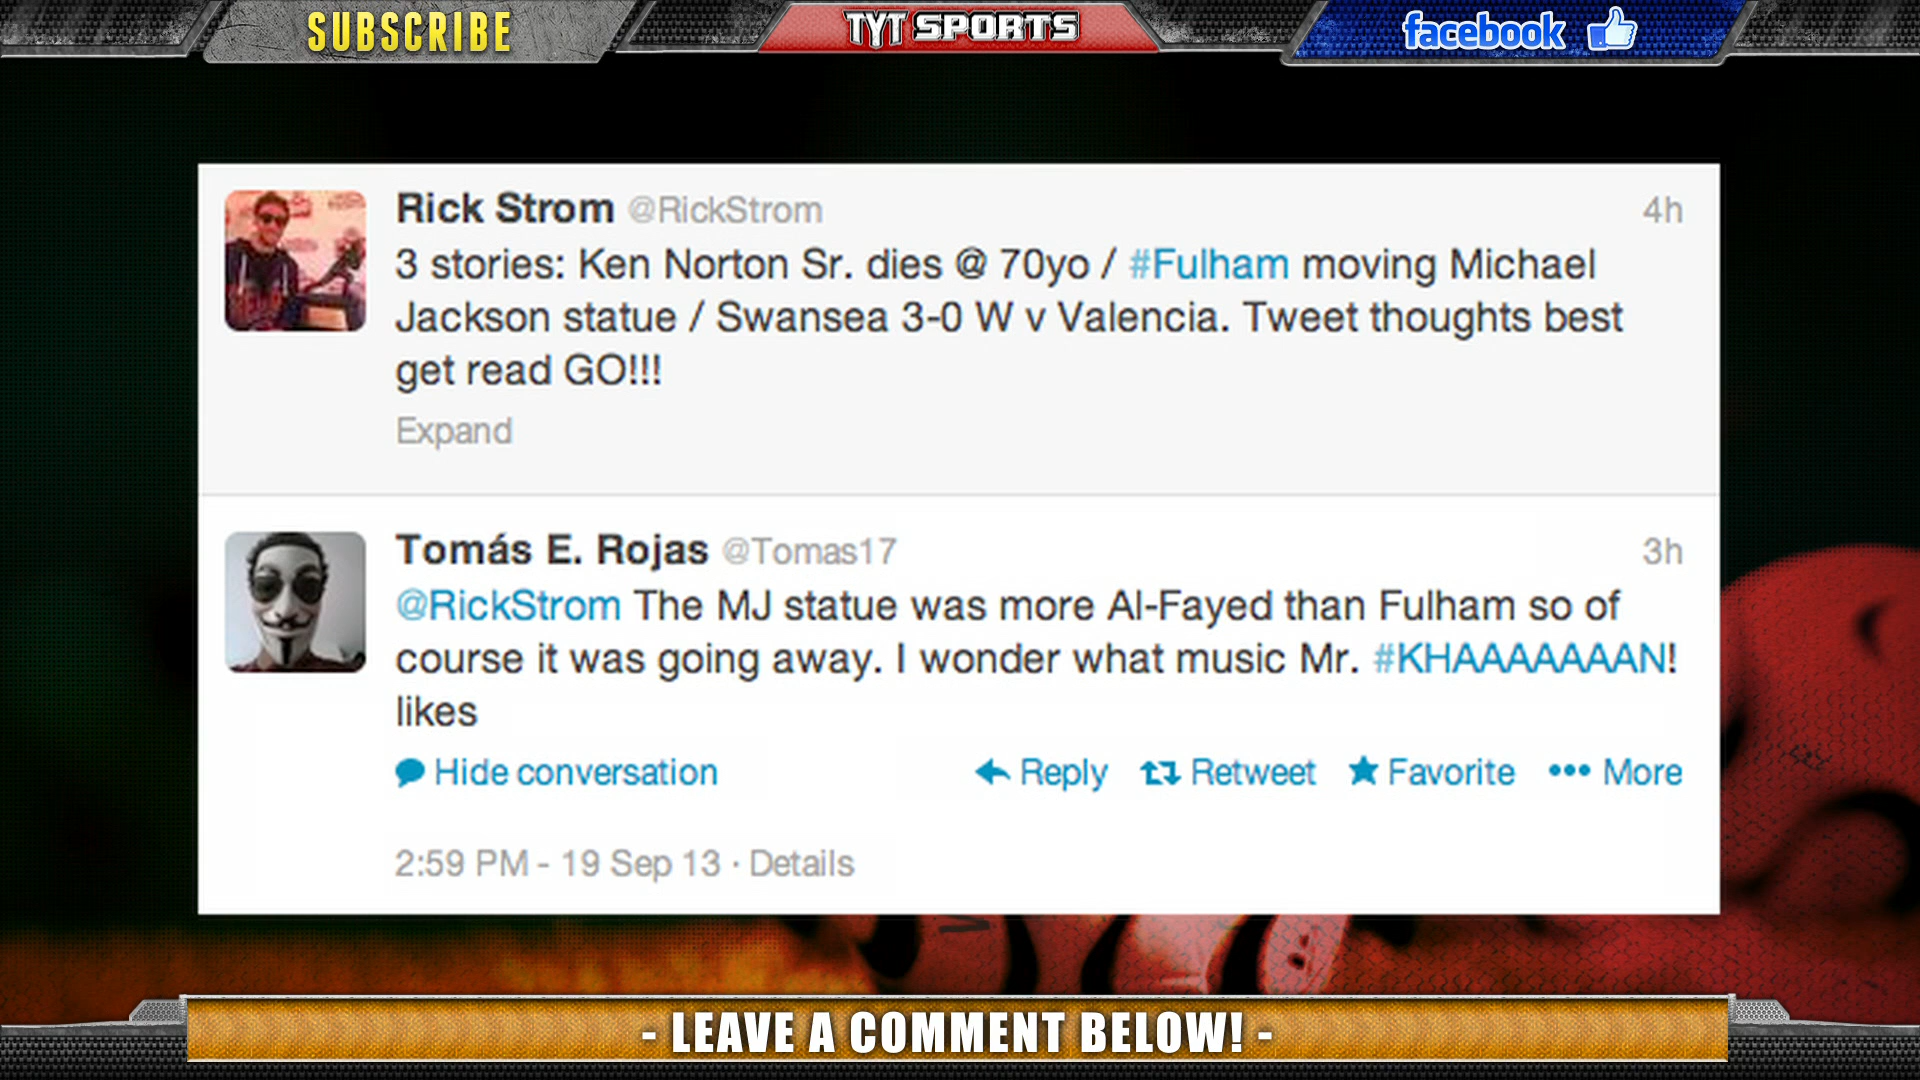 SUBSCRIBE
TYT SPORTS
facebook
Rick Strom @RickStrom 4h
3 stories: Ken Norton Sr. dies @ 70yo / #Fulham moving Michael
Jackson statue / Swansea 3-0 W v Valencia. Tweet thoughts best
get read GO!!!
Expand
Tomás E. Rojas @Tomas17 3h
@RickStrom The MJ statue was more Al-Fayed than Fulham so of
course it was going away. I wonder what music Mr. #KHAAAAAAAN!
likes
Hide conversation Reply Retweet Favorite More
2:59 PM - 19 Sep 13 · Details
- LEAVE A COMMENT BELOW! -